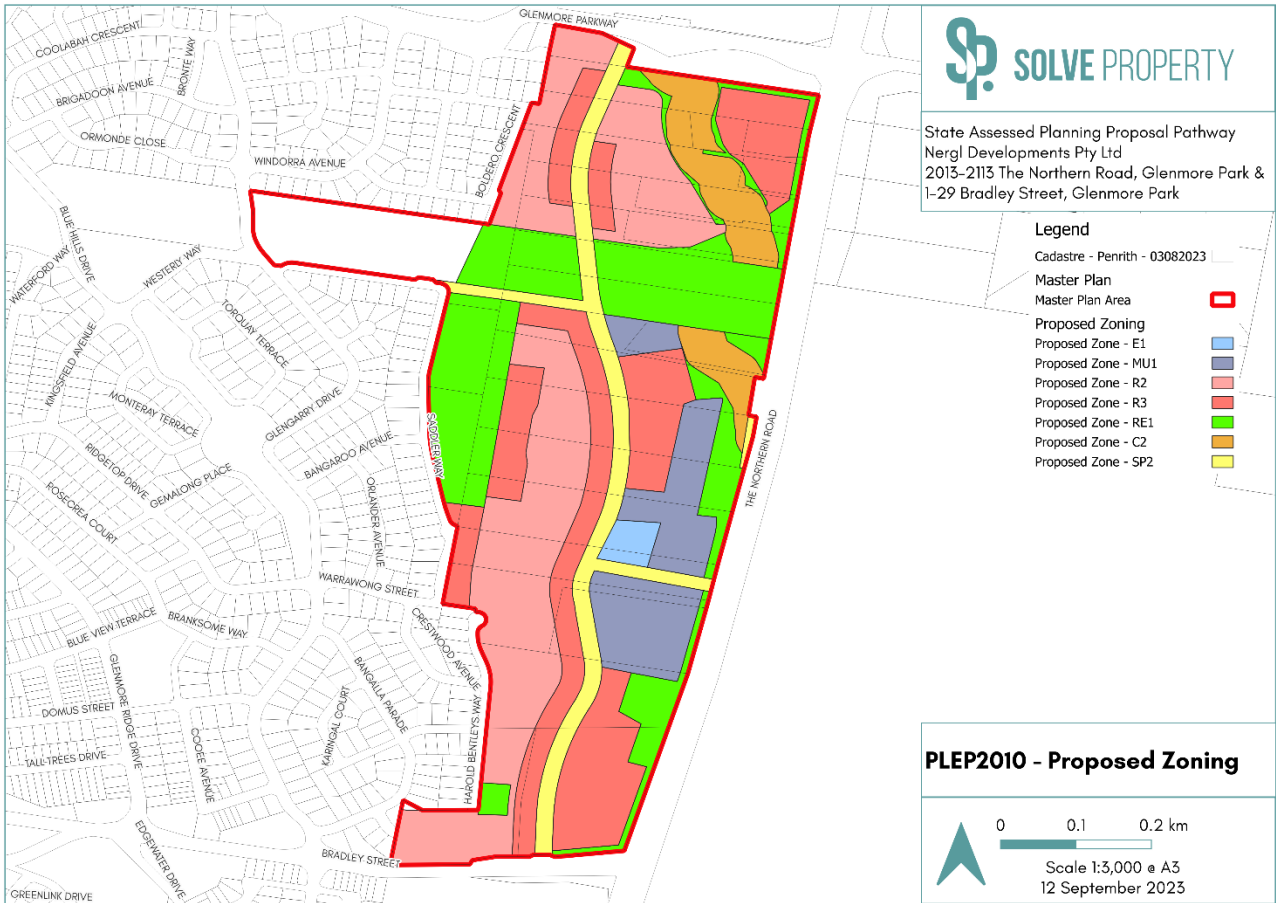 GLENMORE PARKWAY
COOLABAH CRESCENT
BRONTE WAY
BRIGADOON AVENUE
ORMONDE CLOSE
WINDORRA AVENUE
BOLDERO CRESCENT
BLUE HILLS DRIVE
WATERFORD WAY
WESTERLY WAY
TORQUAY TERRACE
KINGSFIELD AVENUE
MONTERAY TERRACE
GLENGARRY DRIVE
RIDGETOP DRIVE
GEMALONG PLACE
BANGAROO AVENUE
SADDLER WAY
ROSECREA COURT
ORLANDER AVENUE
THE NORTHERN ROAD
WARRAWONG STREET
BLUE VIEW TERRACE
BRANKSOME WAY
CRESTWOOD AVENUE
GLENMORE RIDGE DRIVE
BANGALLA PARADE
KARINGAL COURT
HAROLD BENTLEYS WAY
DOMUS STREET
COOEE AVENUE
TALL TREES DRIVE
EDGEWATER DRIVE
BRADLEY STREET
GREENLINK DRIVE
SP. SOLVE PROPERTY
State Assessed Planning Proposal Pathway
Nergl Developments Pty Ltd
2013-2113 The Northern Road, Glenmore Park &
1-29 Bradley Street, Glenmore Park
Legend
Cadastre - Penrith - 03082023
Master Plan
Master Plan Area
Proposed Zoning
Proposed Zone - E1
Proposed Zone - MU1
Proposed Zone - R2
Proposed Zone - R3
Proposed Zone - RE1
Proposed Zone - C2
Proposed Zone - SP2
PLEP2010 - Proposed Zoning
0 0.1 0.2 km
Scale 1:3,000 @ A3
12 September 2023